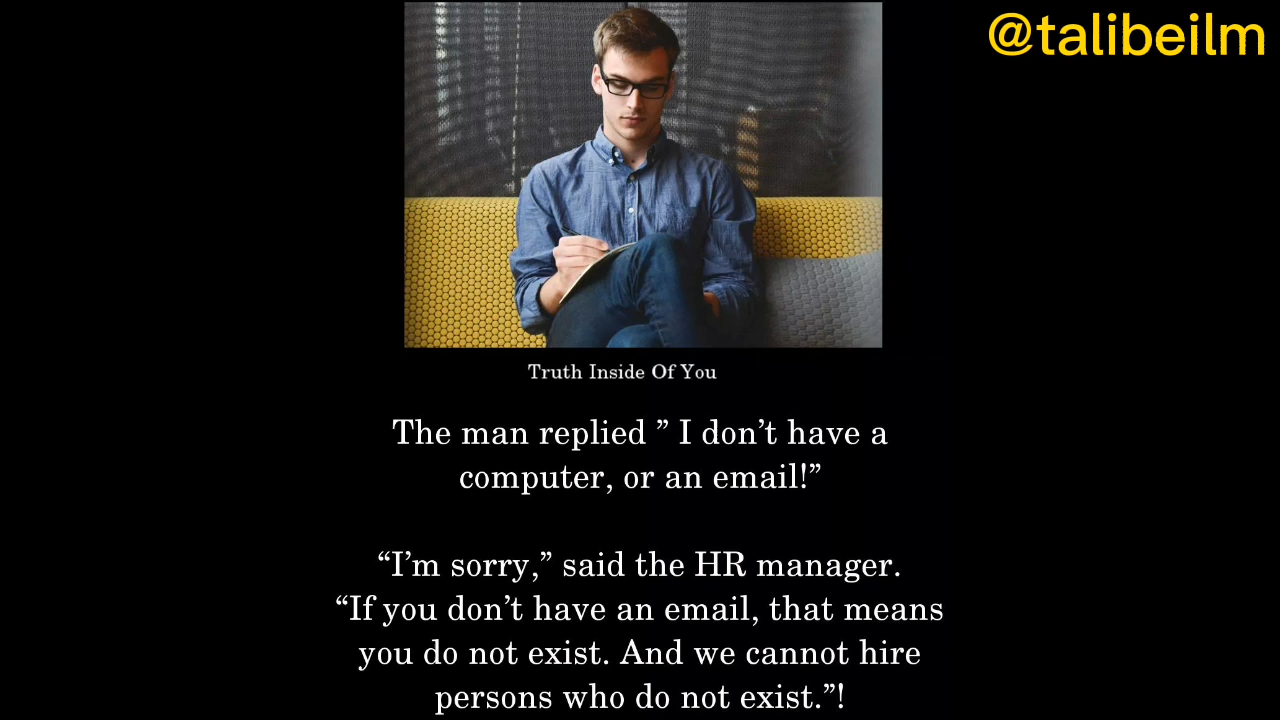 @talibeilm
Truth Inside Of You
The man replied ” I don’t have a
computer, or an email!”
“I’m sorry,” said the HR manager.
“If you don’t have an email, that means
you do not exist. And we cannot hire
persons who do not exist.”!